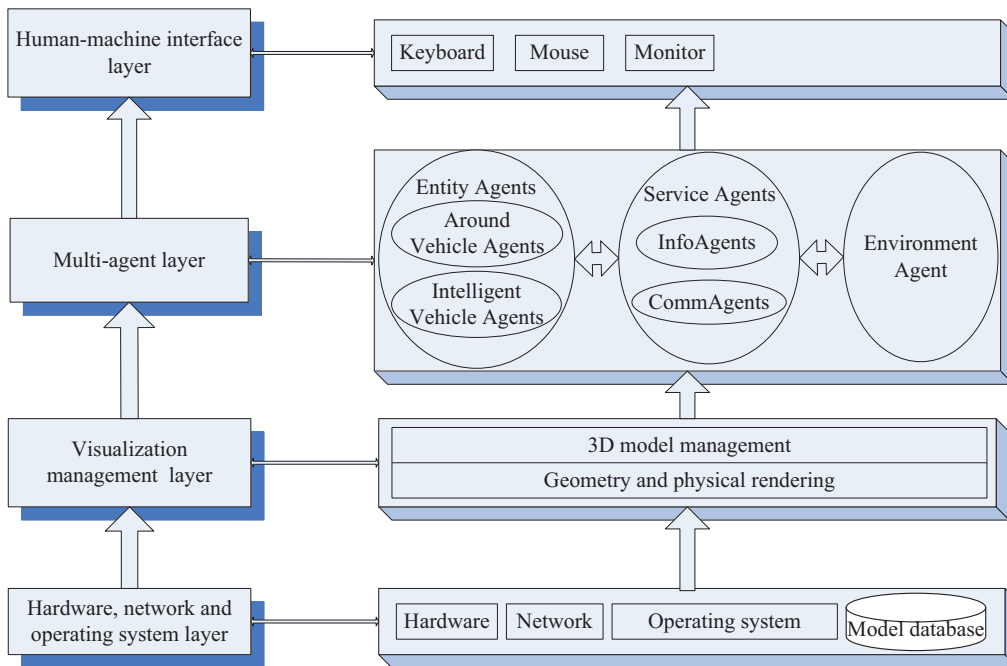 Human-machine interface
layer
Keyboard
Mouse
Monitor
Multi-agent layer
Entity Agents
Around
Vehicle Agents
Intelligent
Vehicle Agents
Service Agents
InfoAgents
CommAgents
Environment
Agent
Visualization
management layer
3D model management
Geometry and physical rendering
Hardware, network and
operating system layer
Hardware
Network
Operating system
Model database